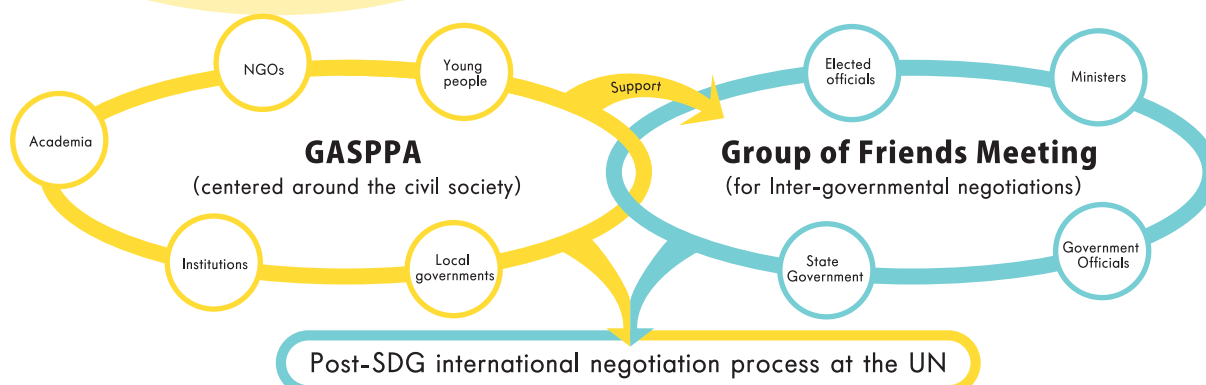 NGOs
Young
people
Academia
Institutions
Local
governments
GASPPA
(centered around the civil society)
Support
Elected
officials
Ministers
Group of Friends Meeting
(for Inter-governmental negotiations)
State
Government
Government
Officials
Post-SDG international negotiation process at the UN